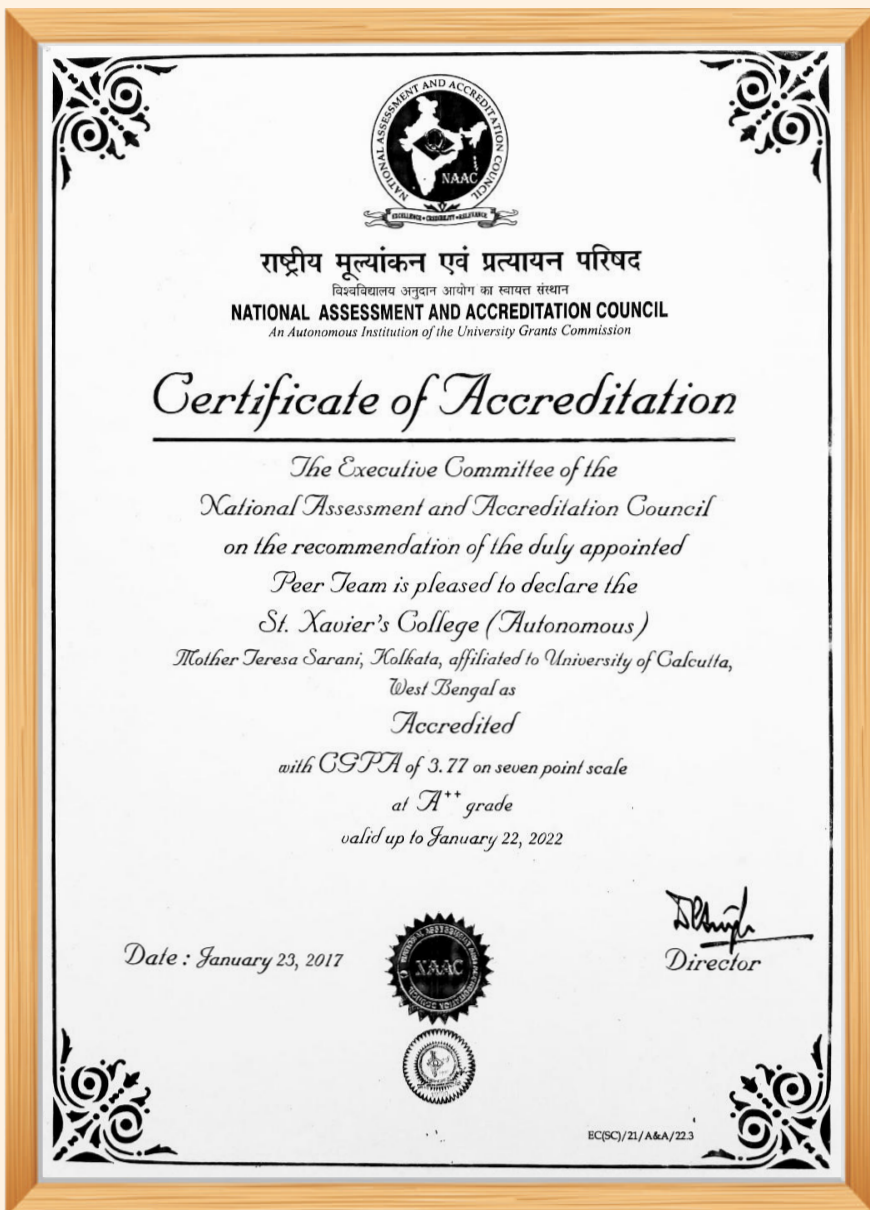 NATIONAL ASSESSMENT AND ACCREDITATION COUNCIL
NAAC
EXCELLENCE • CREDIBILITY • RELEVANCE
राष्ट्रीय मूल्यांकन एवं प्रत्यायन परिषद
विश्वविद्यालय अनुदान आयोग का स्वायत्त संस्थान
NATIONAL ASSESSMENT AND ACCREDITATION COUNCIL
An Autonomous Institution of the University Grants Commission
Certificate of Accreditation
The Executive Committee of the
National Assessment and Accreditation Council
on the recommendation of the duly appointed
Peer Team is pleased to declare the
St. Xavier's College (Autonomous)
Mother Teresa Sarani, Kolkata, affiliated to University of Calcutta,
West Bengal as
Accredited
with CGPA of 3.77 on seven point scale
at A++ grade
valid up to January 22, 2022
Date : January 23, 2017
NAAC
Director
EC(SC)/21/A&A/22.3